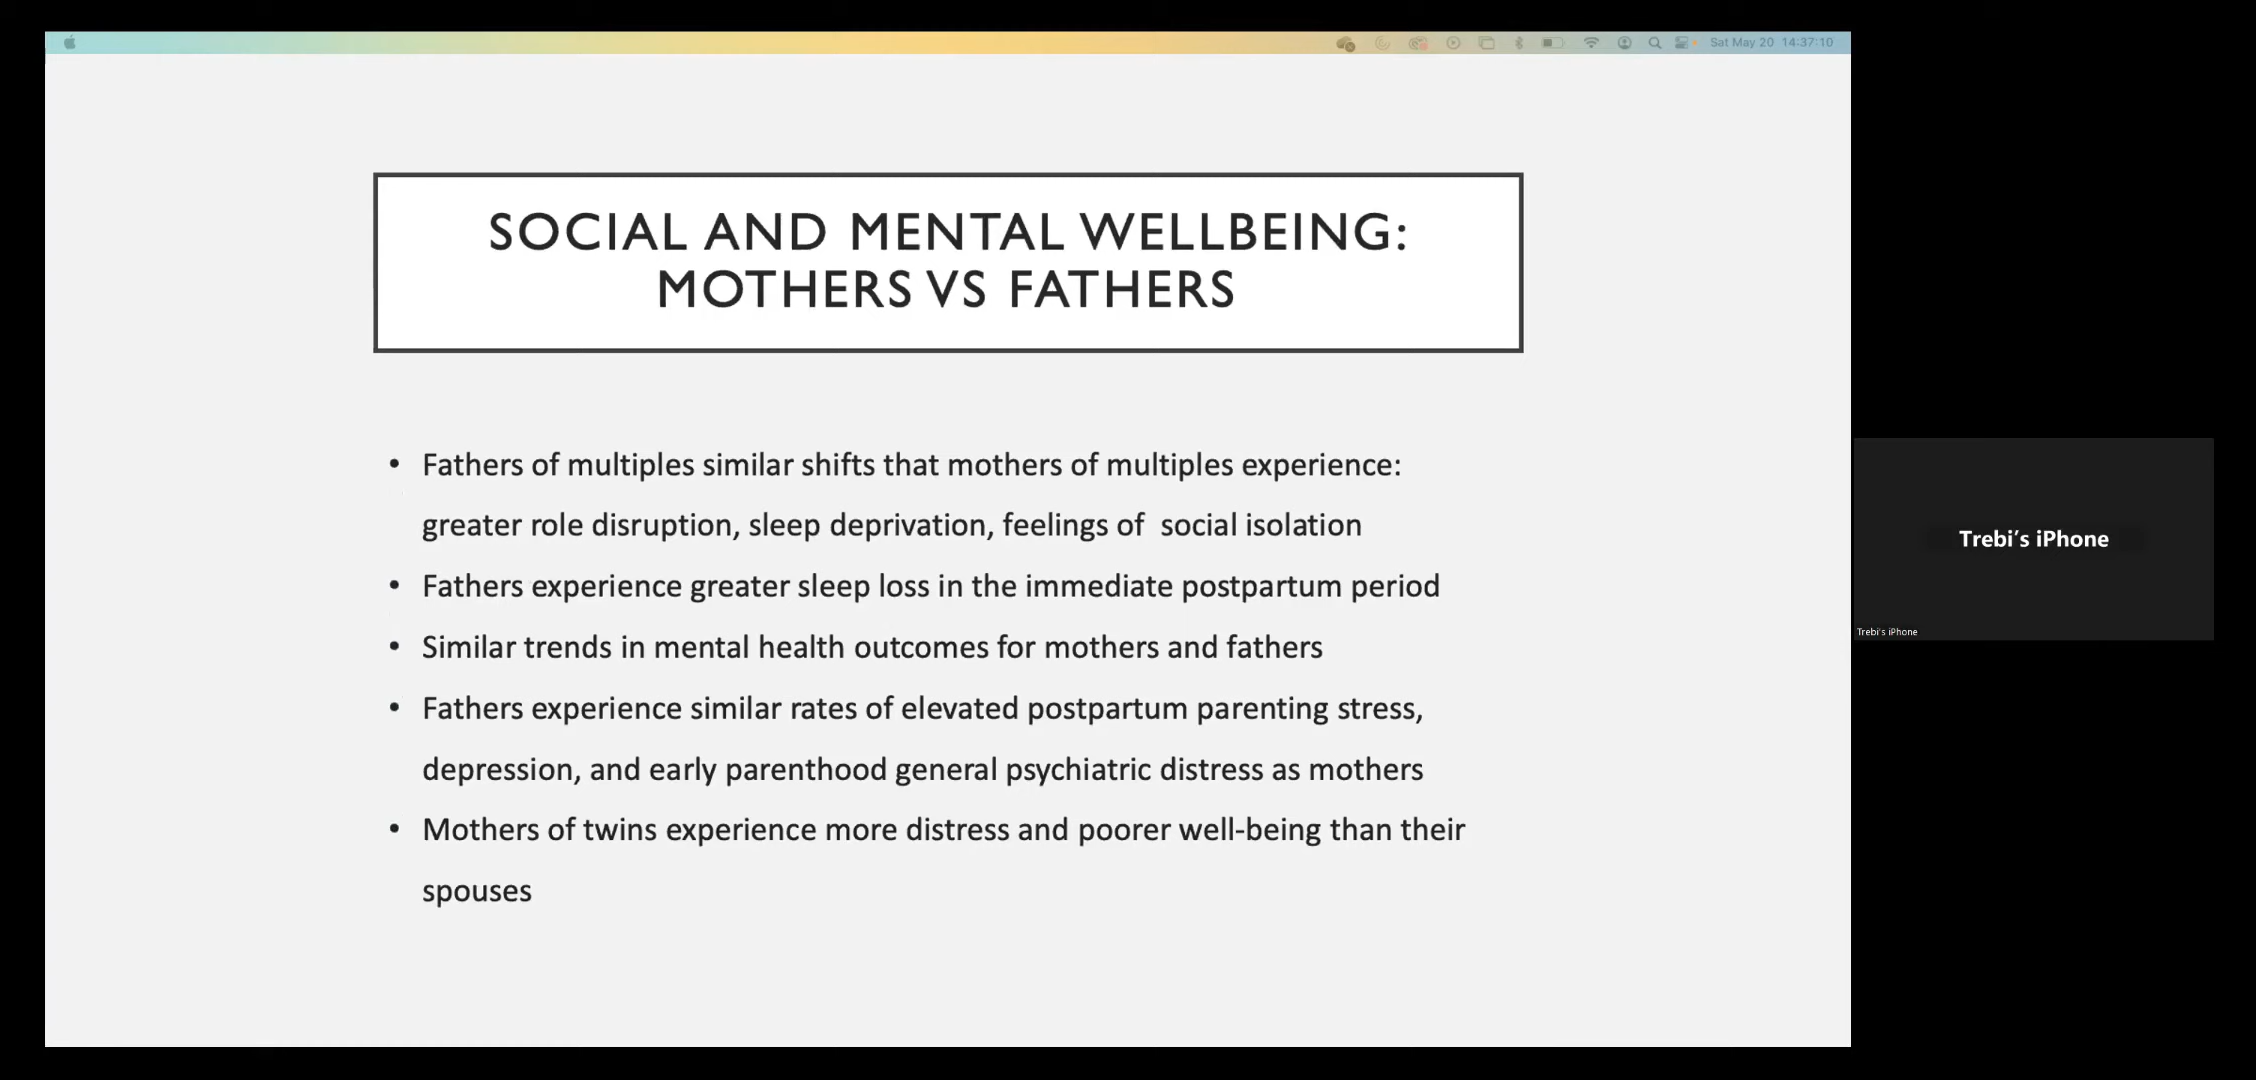 Sat May 20 14:37:10
SOCIAL AND MENTAL WELLBEING:
MOTHERS VS FATHERS
• Fathers of multiples similar shifts that mothers of multiples experience:
greater role disruption, sleep deprivation, feelings of  social isolation
• Fathers experience greater sleep loss in the immediate postpartum period
• Similar trends in mental health outcomes for mothers and fathers
• Fathers experience similar rates of elevated postpartum parenting stress,
depression, and early parenthood general psychiatric distress as mothers
• Mothers of twins experience more distress and poorer well-being than their
spouses
Trebi's iPhone
Trebi's iPhone